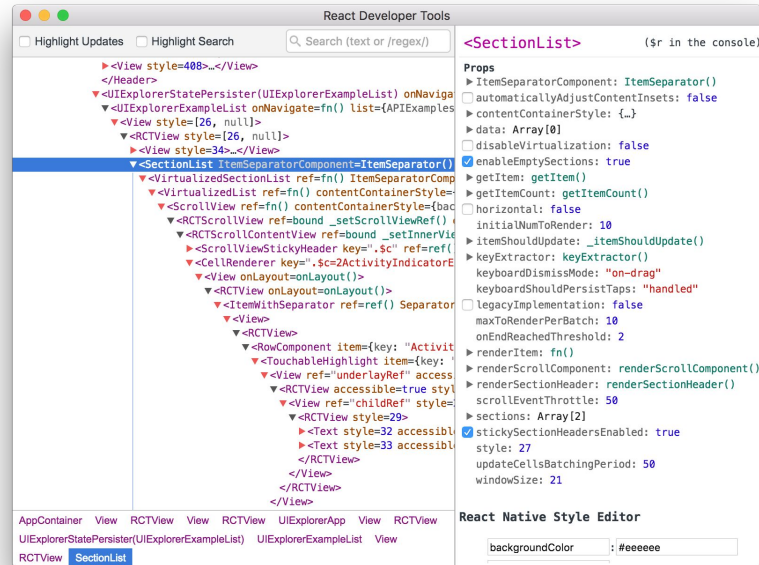 React Developer Tools
Highlight Updates Highlight Search Search (text or /regex/)
<View style=408>…</View>
</Header>
<UIExplorerStatePersister(UIExplorerExampleList) onNaviga
<UIExplorerExampleList onNavigate=fn() list={APIExamples
<View style=[26, null]>
<RCTView style=[26, null]>
<View style=34>…</View>
<SectionList ItemSeparatorComponent=ItemSeparator()
<VirtualizedSectionList ref=fn() ItemSeparatorComp
<VirtualizedList ref=fn() contentContainerStyle=
<ScrollView ref=fn() contentContainerStyle={bac
<RCTScrollView ref=bound _setScrollViewRef()
<RCTScrollContentView ref=bound _setInnerVie
<ScrollViewStickyHeader key=".$c" ref=ref(
<CellRenderer key=".$c=2ActivityIndicatorE
<View onLayout=onLayout()>
<RCTView onLayout=onLayout()>
<ItemWithSeparator ref=ref() Separator
<View>
<RCTView>
<RowComponent item={key: "Activit
<TouchableHighlight item={key: "
<View ref="underlayRef" access
<RCTView accessible=true styl
<View ref="childRef" style=
<RCTView style=29>
<Text style=32 accessible
<Text style=33 accessible
</RCTView>
</View>
</RCTView>
</View>
AppContainer View RCTView View RCTView UIExplorerApp View RCTView
UIExplorerStatePersister(UIExplorerExampleList) UIExplorerExampleList View
RCTView SectionList
<SectionList> ($r in the console)
Props
ItemSeparatorComponent: ItemSeparator()
automaticallyAdjustContentInsets: false
contentContainerStyle: {…}
data: Array[0]
disableVirtualization: false
enableEmptySections: true
getItem: getItem()
getItemCount: getItemCount()
horizontal: false
initialNumToRender: 10
itemShouldUpdate: _itemShouldUpdate()
keyExtractor: keyExtractor()
keyboardDismissMode: "on-drag"
keyboardShouldPersistTaps: "handled"
legacyImplementation: false
maxToRenderPerBatch: 10
onEndReachedThreshold: 2
renderItem: fn()
renderScrollComponent: renderScrollComponent()
renderSectionHeader: renderSectionHeader()
scrollEventThrottle: 50
sections: Array[2]
stickySectionHeadersEnabled: true
style: 27
updateCellsBatchingPeriod: 50
windowSize: 21
React Native Style Editor
backgroundColor : #eeeeee